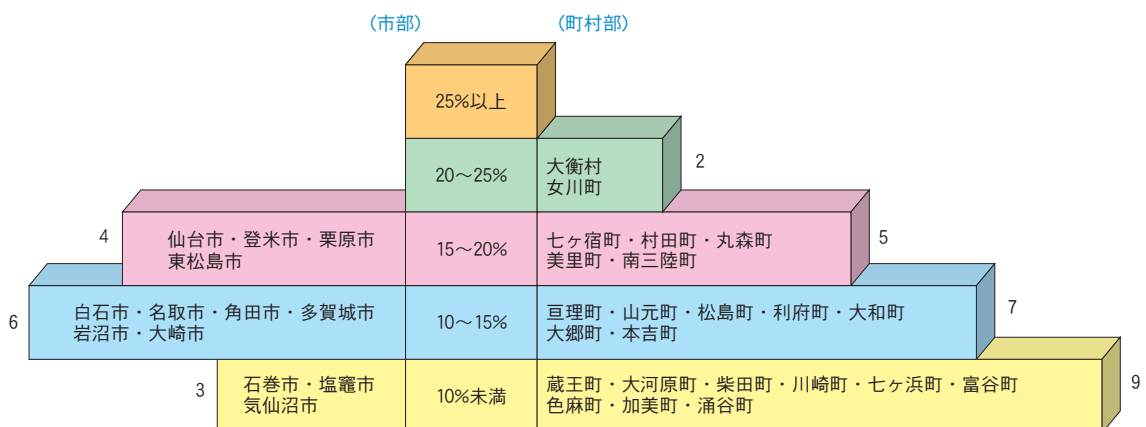 （市部）
（町村部）
25%以上
20～25%
大衡村
女川町
2
4
仙台市・登米市・栗原市
東松島市
15～20%
七ヶ宿町・村田町・丸森町
美里町・南三陸町
5
6
白石市・名取市・角田市・多賀城市
岩沼市・大崎市
10～15%
亘理町・山元町・松島町・利府町・大和町
大郷町・本吉町
7
3
石巻市・塩竈市
気仙沼市
10%未満
蔵王町・大河原町・柴田町・川崎町・七ヶ浜町・富谷町
色麻町・加美町・涌谷町
9